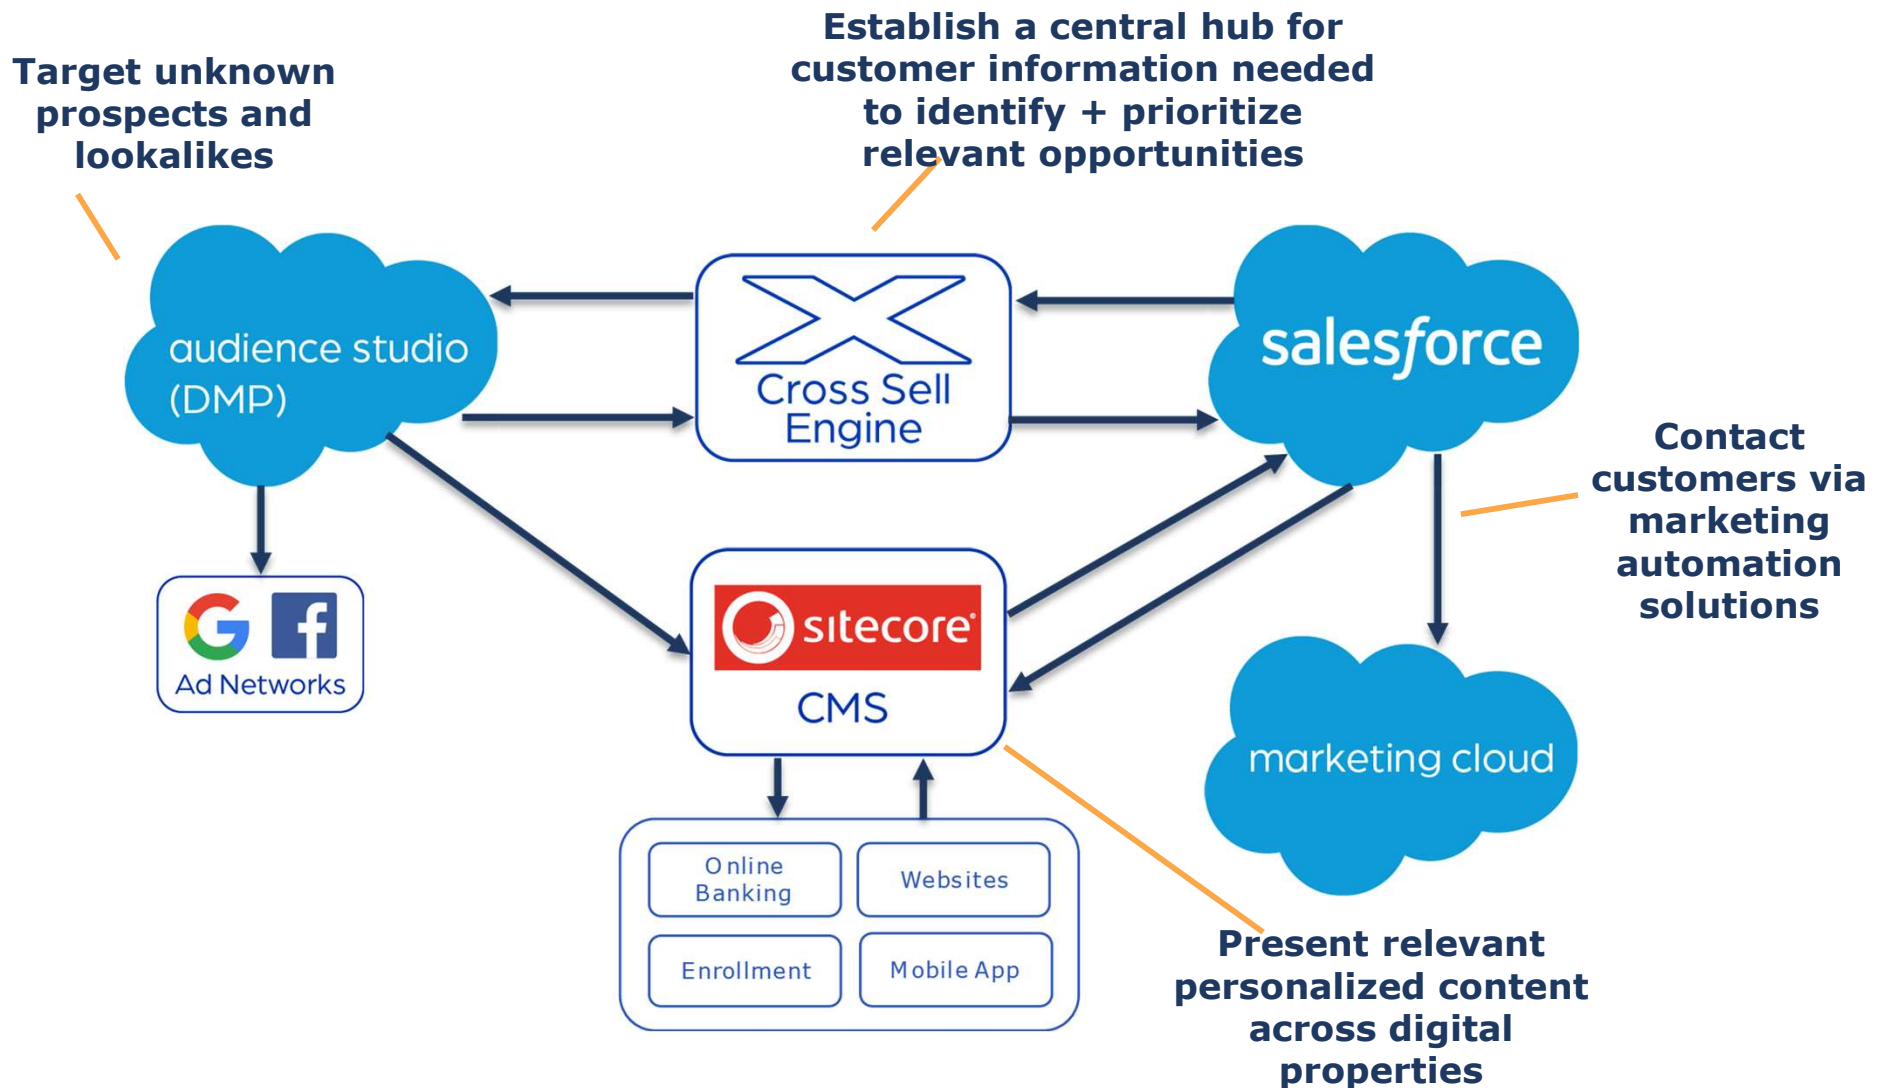 Establish a central hub for
customer information needed
to identify + prioritize
relevant opportunities
Target unknown
prospects and
lookalikes
audience studio
(DMP)
Cross Sell
Engine
salesforce
Contact
customers via
marketing
automation
solutions
Ad Networks
sitecore
CMS
marketing cloud
Online
Banking
Websites
Enrollment
Mobile App
Present relevant
personalized content
across digital
properties